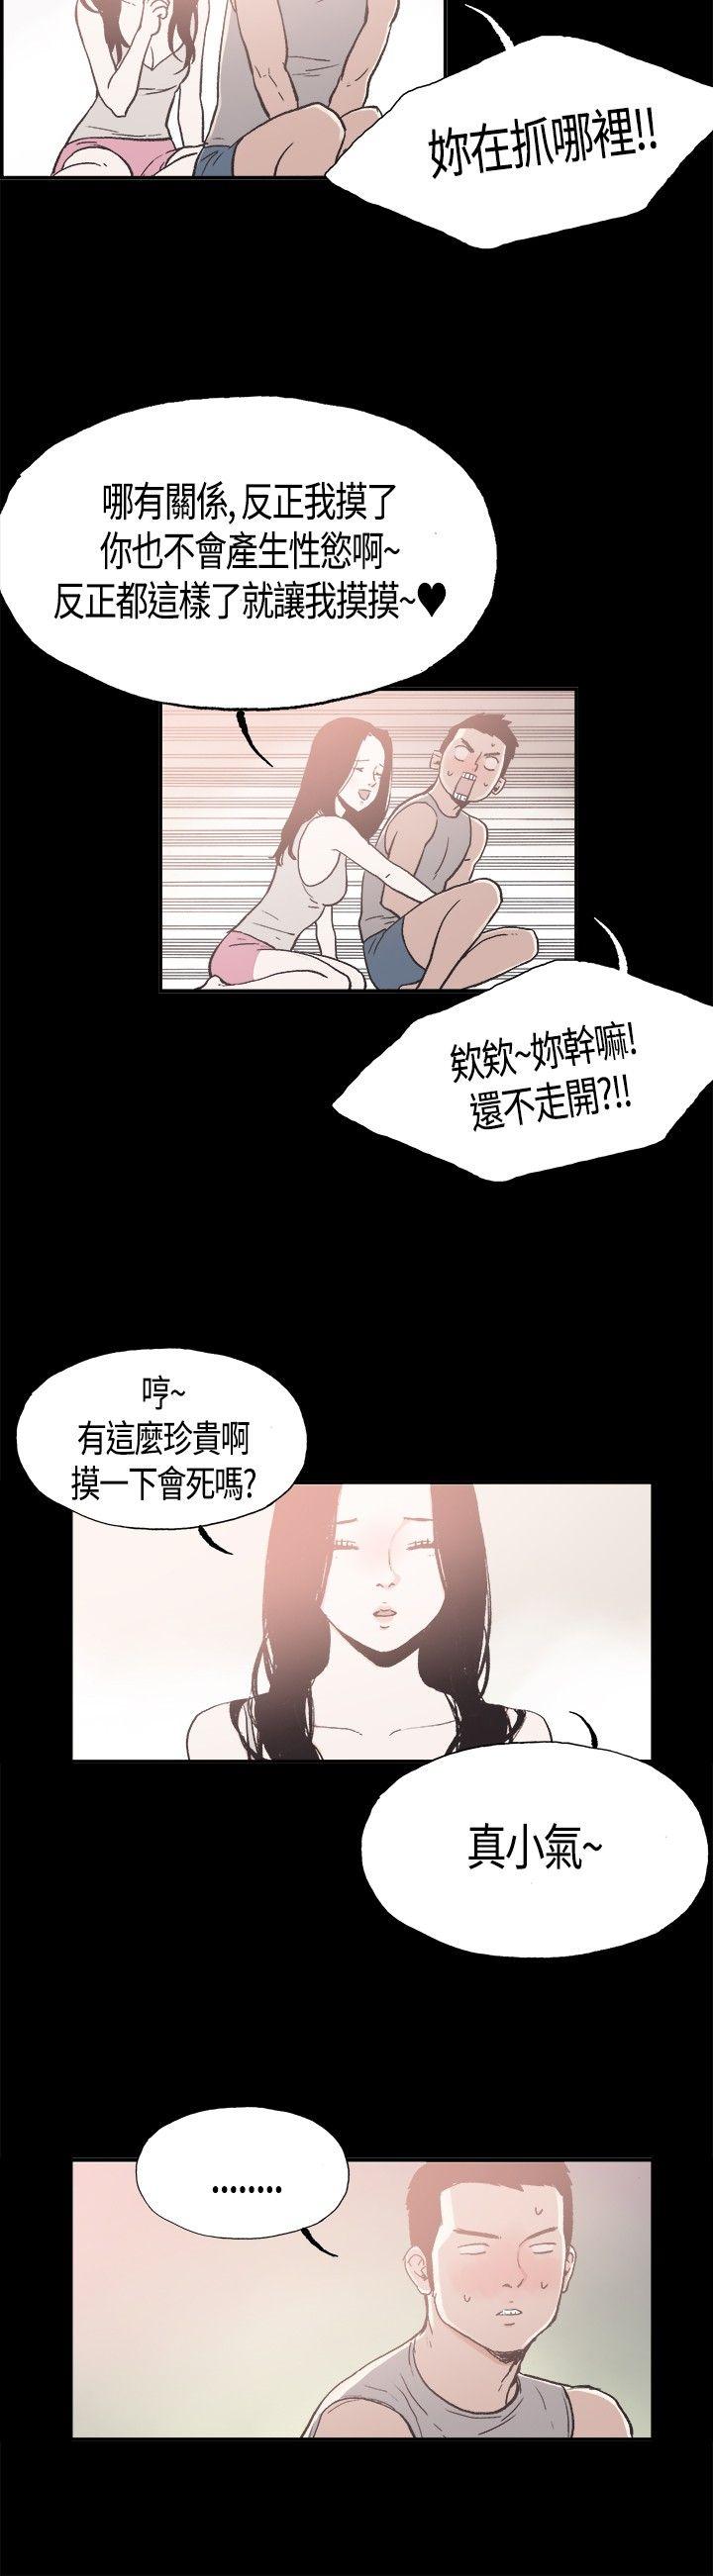 妳在抓哪裡!!
哪有關係, 反正我摸了
你也不會產生性慾啊~
反正都這樣了就讓我摸摸~♥
欸欸~妳幹嘛!
還不走開?!!
哼~
有這麼珍貴啊
摸一下會死嗎?
真小氣~
........